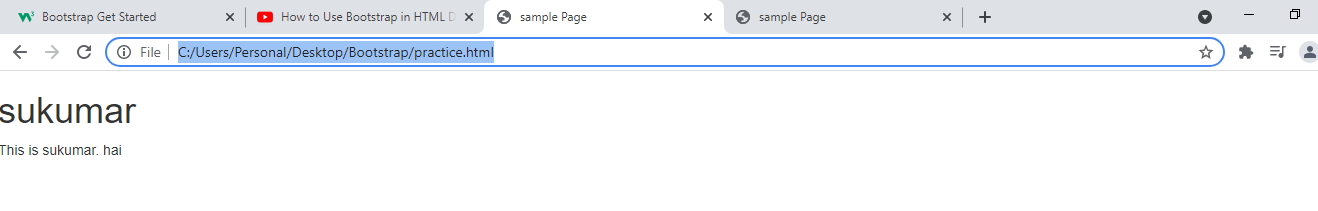 Bootstrap Get Started
How to Use Bootstrap in HTML D
sample Page
sample Page
File C:/Users/Personal/Desktop/Bootstrap/practice.html
sukumar
This is sukumar. hai